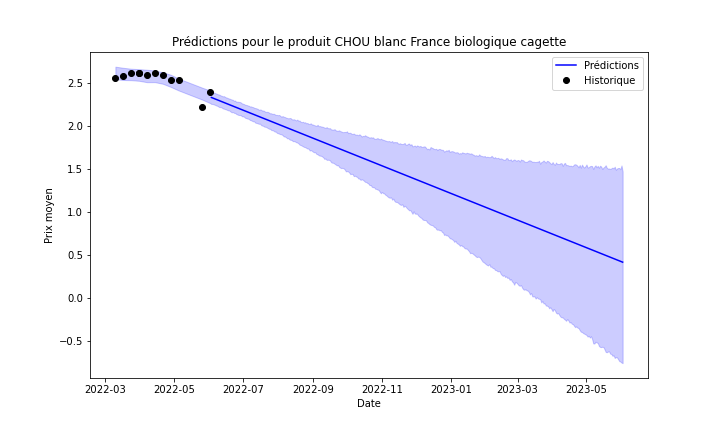 Prédictions pour le produit CHOU blanc France biologique cagette
Prédictions
Historique
Prix moyen
2.5
2.0
1.5
1.0
0.5
0.0
−0.5
2022-03 2022-05 2022-07 2022-09 2022-11 2023-01 2023-03 2023-05
Date